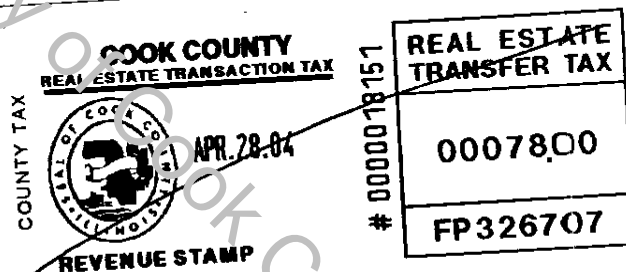 COOK COUNTY
REAL ESTATE TRANSACTION TAX
COUNTY TAX
APR.28.04
REVENUE STAMP
# 0000018151
REAL ESTATE
TRANSFER TAX
00078.00
FP326707